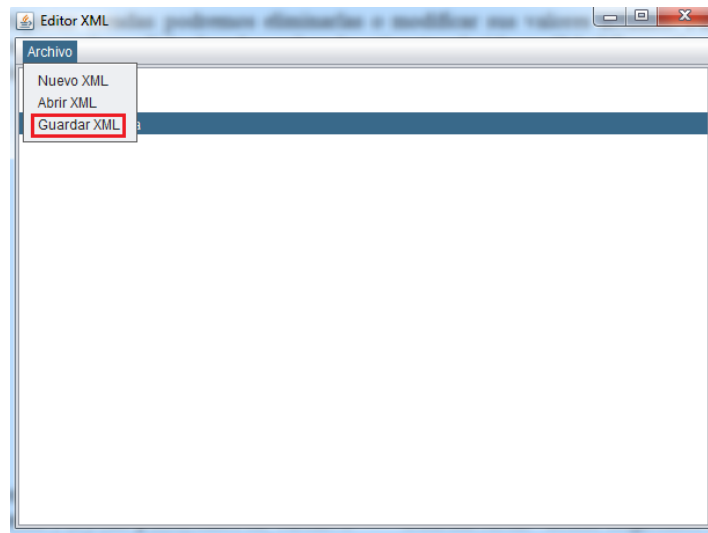 Editor XML
Archivo
Nuevo XML
Abrir XML
Guardar XML
a